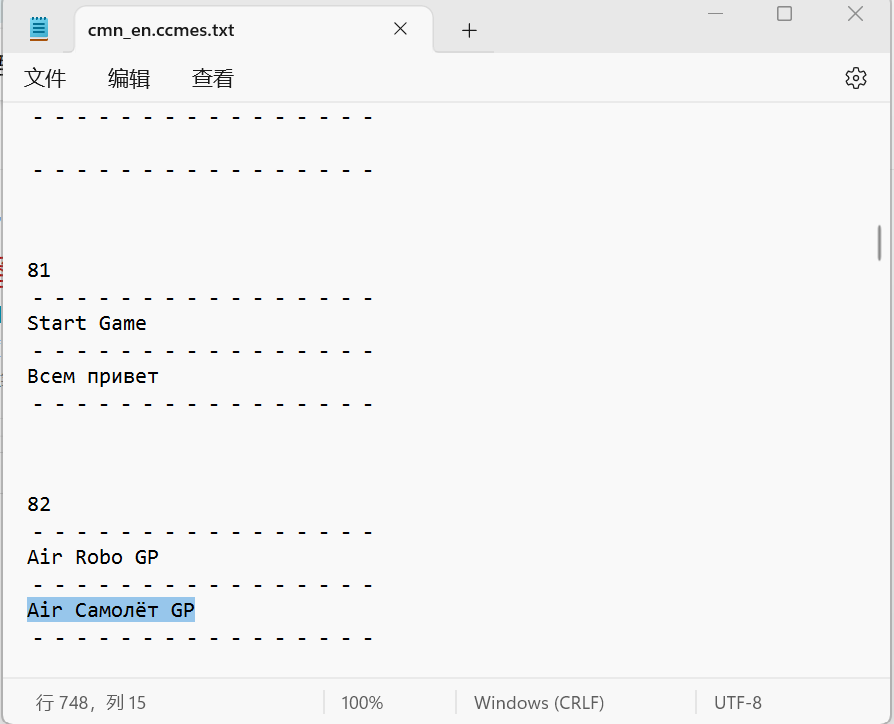 cmn_en.ccmes.txt
文件 编辑 查看
- - - - - - - - - - - - - - - -
- - - - - - - - - - - - - - - -
81
- - - - - - - - - - - - - - - -
Start Game
- - - - - - - - - - - - - - - -
Всем привет
- - - - - - - - - - - - - - - -
82
- - - - - - - - - - - - - - - -
Air Robo GP
- - - - - - - - - - - - - - - -
Air Самолёт GP
- - - - - - - - - - - - - - - -
行 748，列 15 100% Windows (CRLF) UTF-8